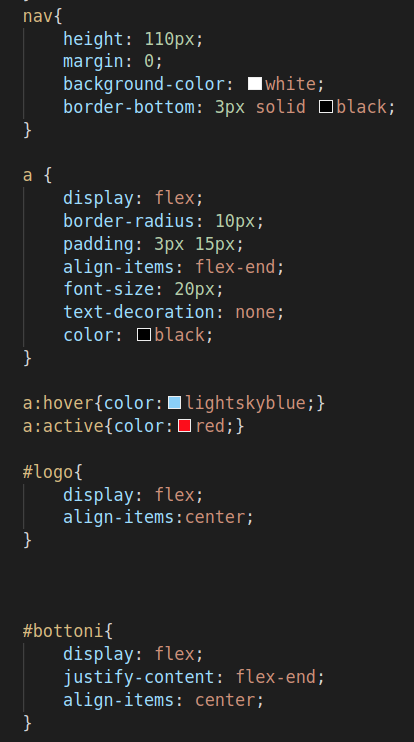 nav{
    height: 110px;
    margin: 0;
    background-color: white;
    border-bottom: 3px solid black;
}
a {
    display: flex;
    border-radius: 10px;
    padding: 3px 15px;
    align-items: flex-end;
    font-size: 20px;
    text-decoration: none;
    color: black;
}
a:hover{color:lightskyblue;}
a:active{color:red;}
#logo{
    display: flex;
    align-items:center;
}
#bottoni{
    display: flex;
    justify-content: flex-end;
    align-items: center;
}